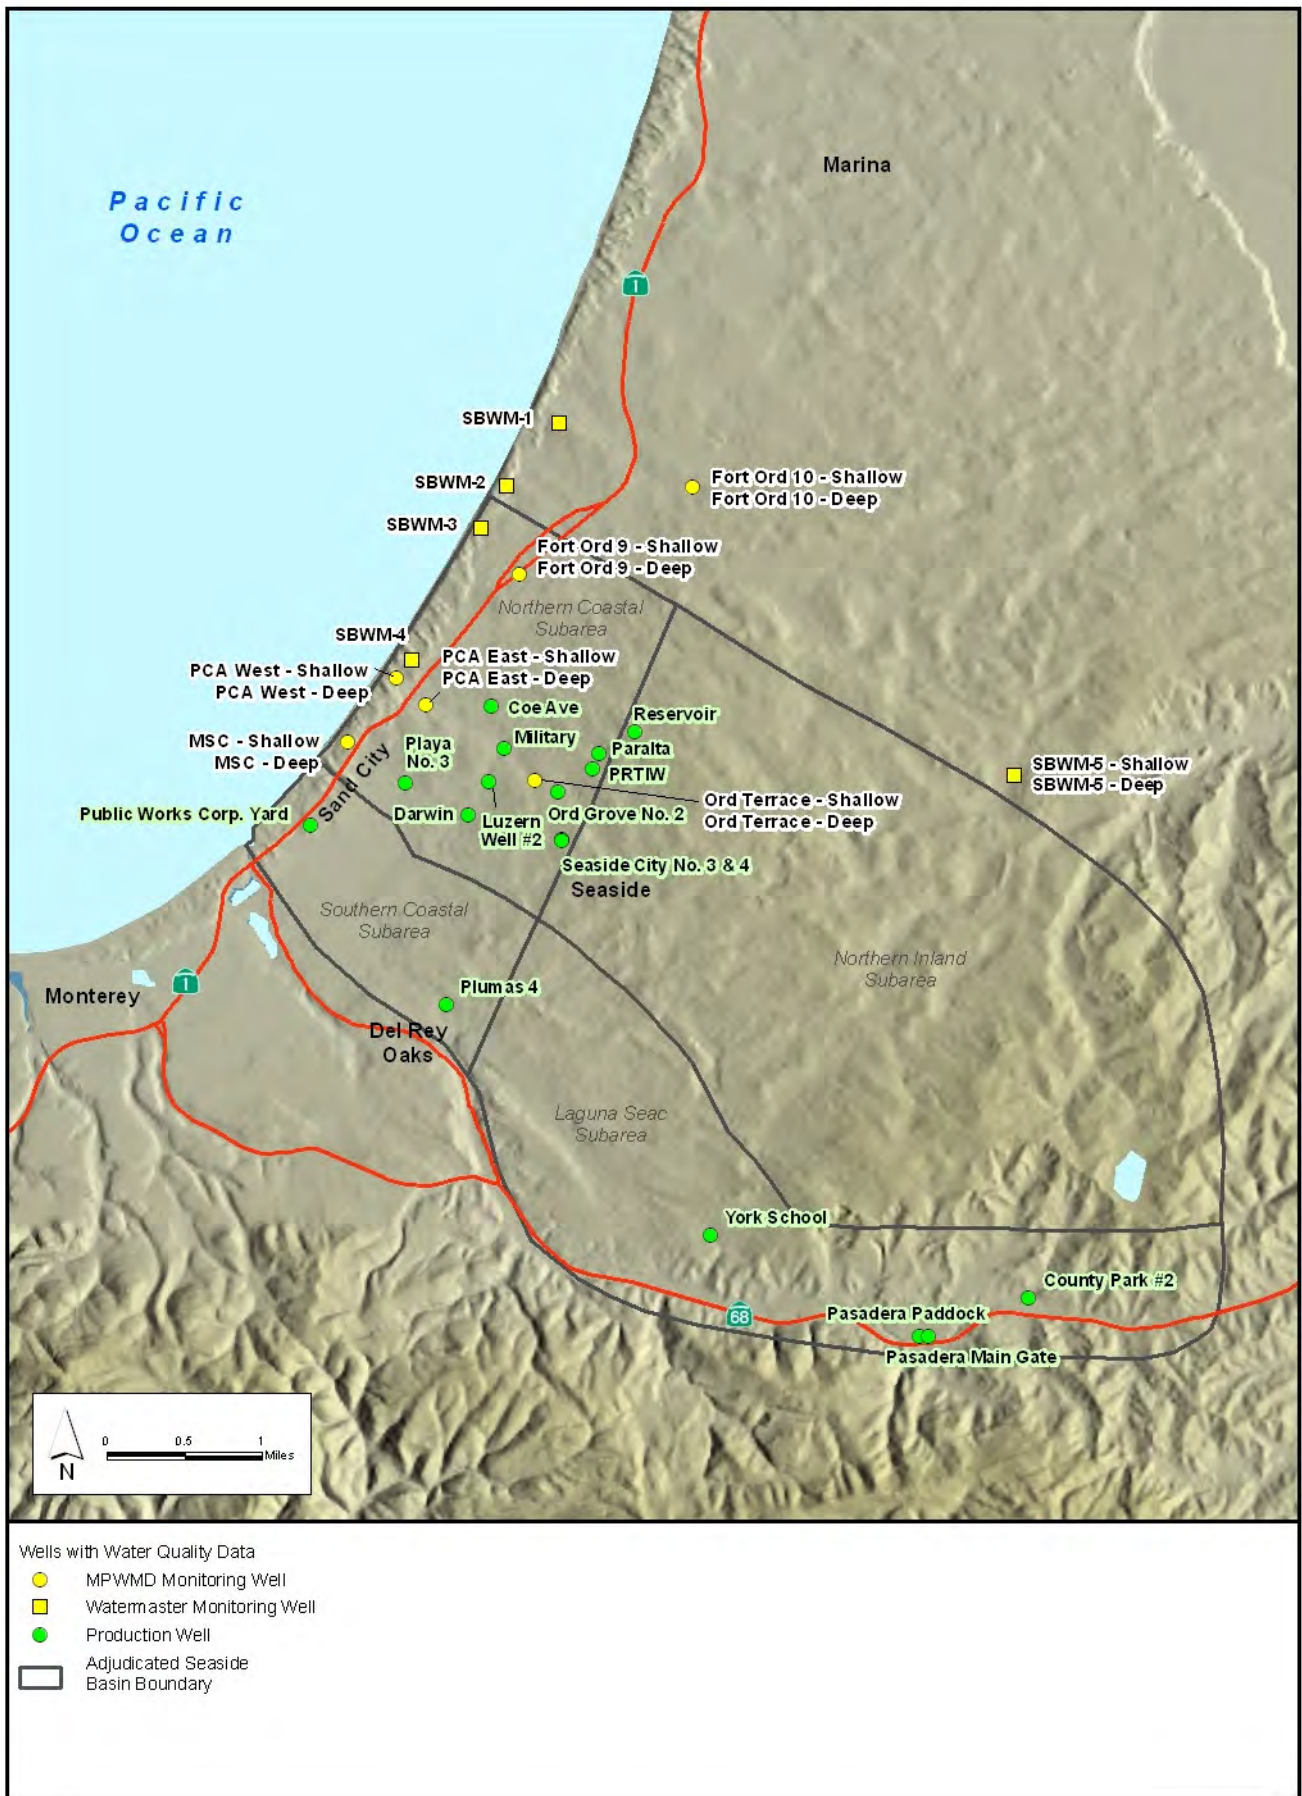 Marina
Pacific
Ocean
1
SBWM-1
SBWM-2
Fort Ord 10 - Shallow
Fort Ord 10 - Deep
SBWM-3
Fort Ord 9 - Shallow
Fort Ord 9 - Deep
Northern Coastal
Subarea
SBWM-4
PCA West - Shallow
PCA West - Deep
PCA East - Shallow
PCA East - Deep
Coe Ave
Reservoir
MSC - Shallow
MSC - Deep
Sand City
Playa
No. 3
Military
Paralta
PRTIW
SBWM-5 - Shallow
SBWM-5 - Deep
Ord Terrace - Shallow
Ord Terrace - Deep
Public Works Corp. Yard
Darwin
Luzern
Well #2
Ord Grove No. 2
Seaside City No. 3 & 4
Seaside
Southern Coastal
Subarea
Northern Inland
Subarea
Monterey
1
Plumas 4
Del Rey
Oaks
Laguna Seac
Subarea
York School
County Park #2
68
Pasadera Paddock
Pasadera Main Gate
0 0.5 1
Miles
N
Wells with Water Quality Data
MPWMD Monitoring Well
Watermaster Monitoring Well
Production Well
Adjudicated Seaside
Basin Boundary